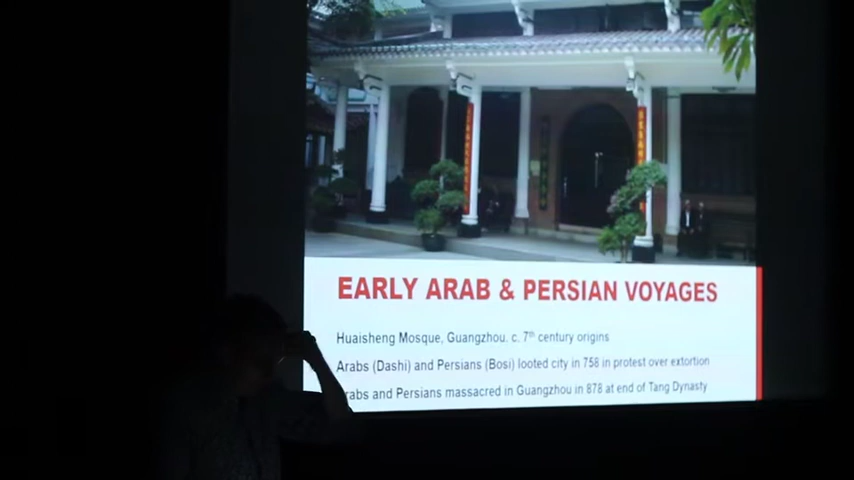 EARLY ARAB & PERSIAN VOYAGES
Huaisheng Mosque, Guangzhou. c. 7th century origins
Arabs (Dashi) and Persians (Bosi) looted city in 758 in protest over extortion
rabs and Persians massacred in Guangzhou in 878 at end of Tang Dynasty